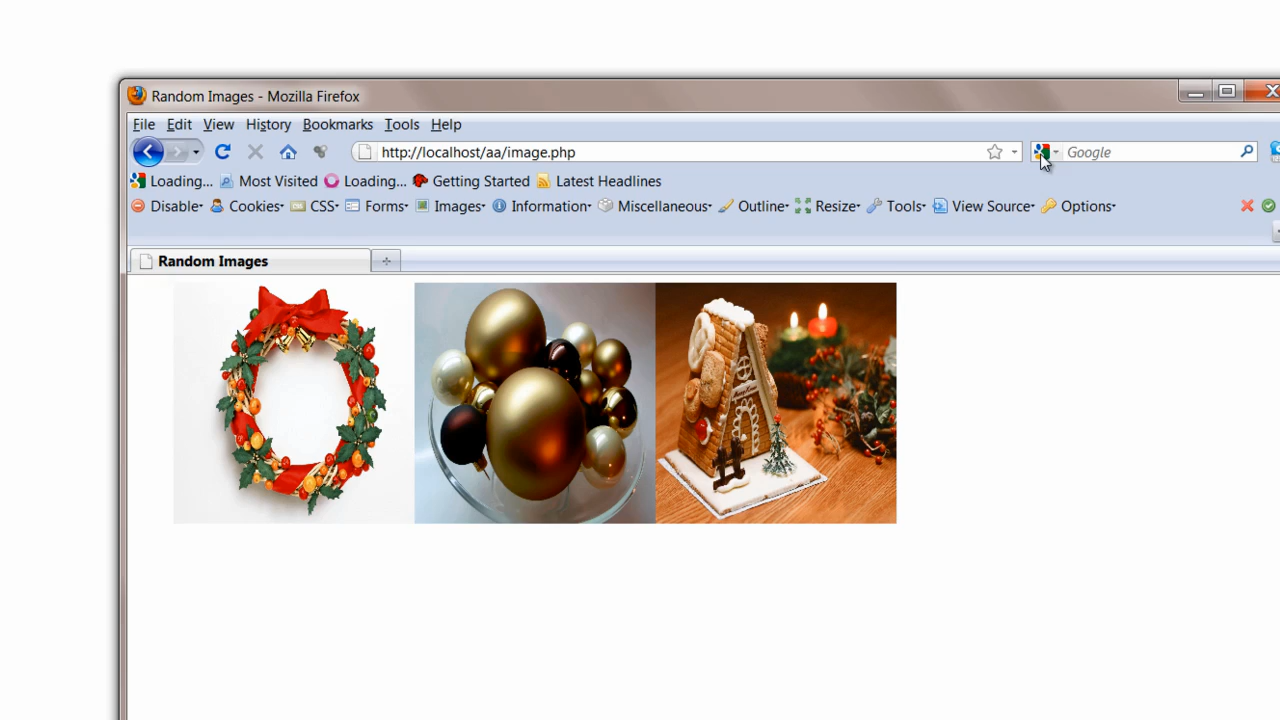 Random Images - Mozilla Firefox
File Edit View History Bookmarks Tools Help
http://localhost/aa/image.php Google
Loading... Most Visited Loading... Getting Started Latest Headlines
Disable Cookies CSS Forms Images Information Miscellaneous Outline Resize Tools View Source Options
Random Images